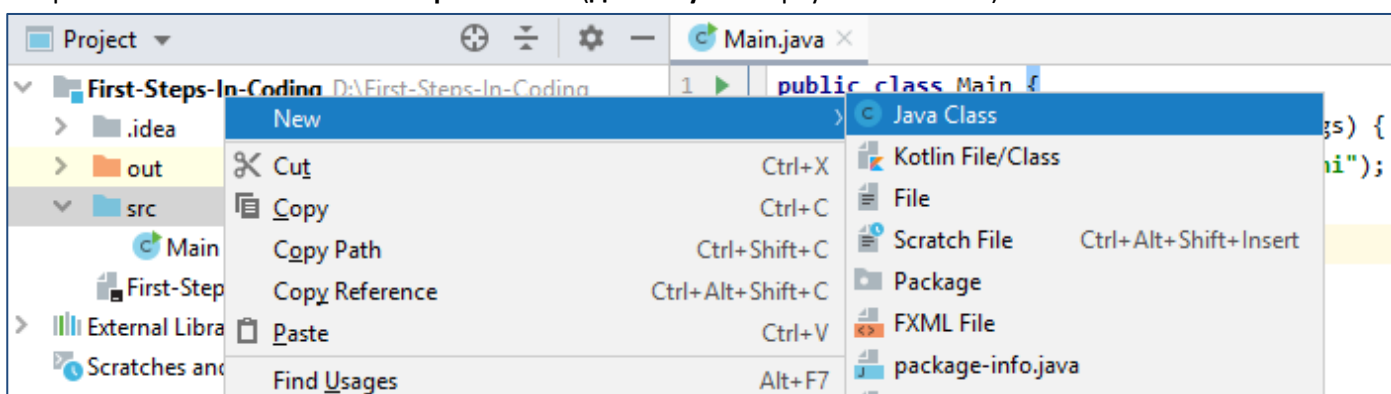 Project
Main.java
First-Steps-In-Coding D:\First-Steps-In-Coding
1 public class Main {
New
Java Class
gs) {
.idea
Cut Ctrl+X
Kotlin File/Class
hi");
out
Copy Ctrl+C
File
src
Copy Path Ctrl+Shift+C
Scratch File Ctrl+Alt+Shift+Insert
Main
Copy Reference Ctrl+Alt+Shift+C
Package
First-Step
Paste Ctrl+V
FXML File
External Libra
Find Usages Alt+F7
package-info.java
Scratches and